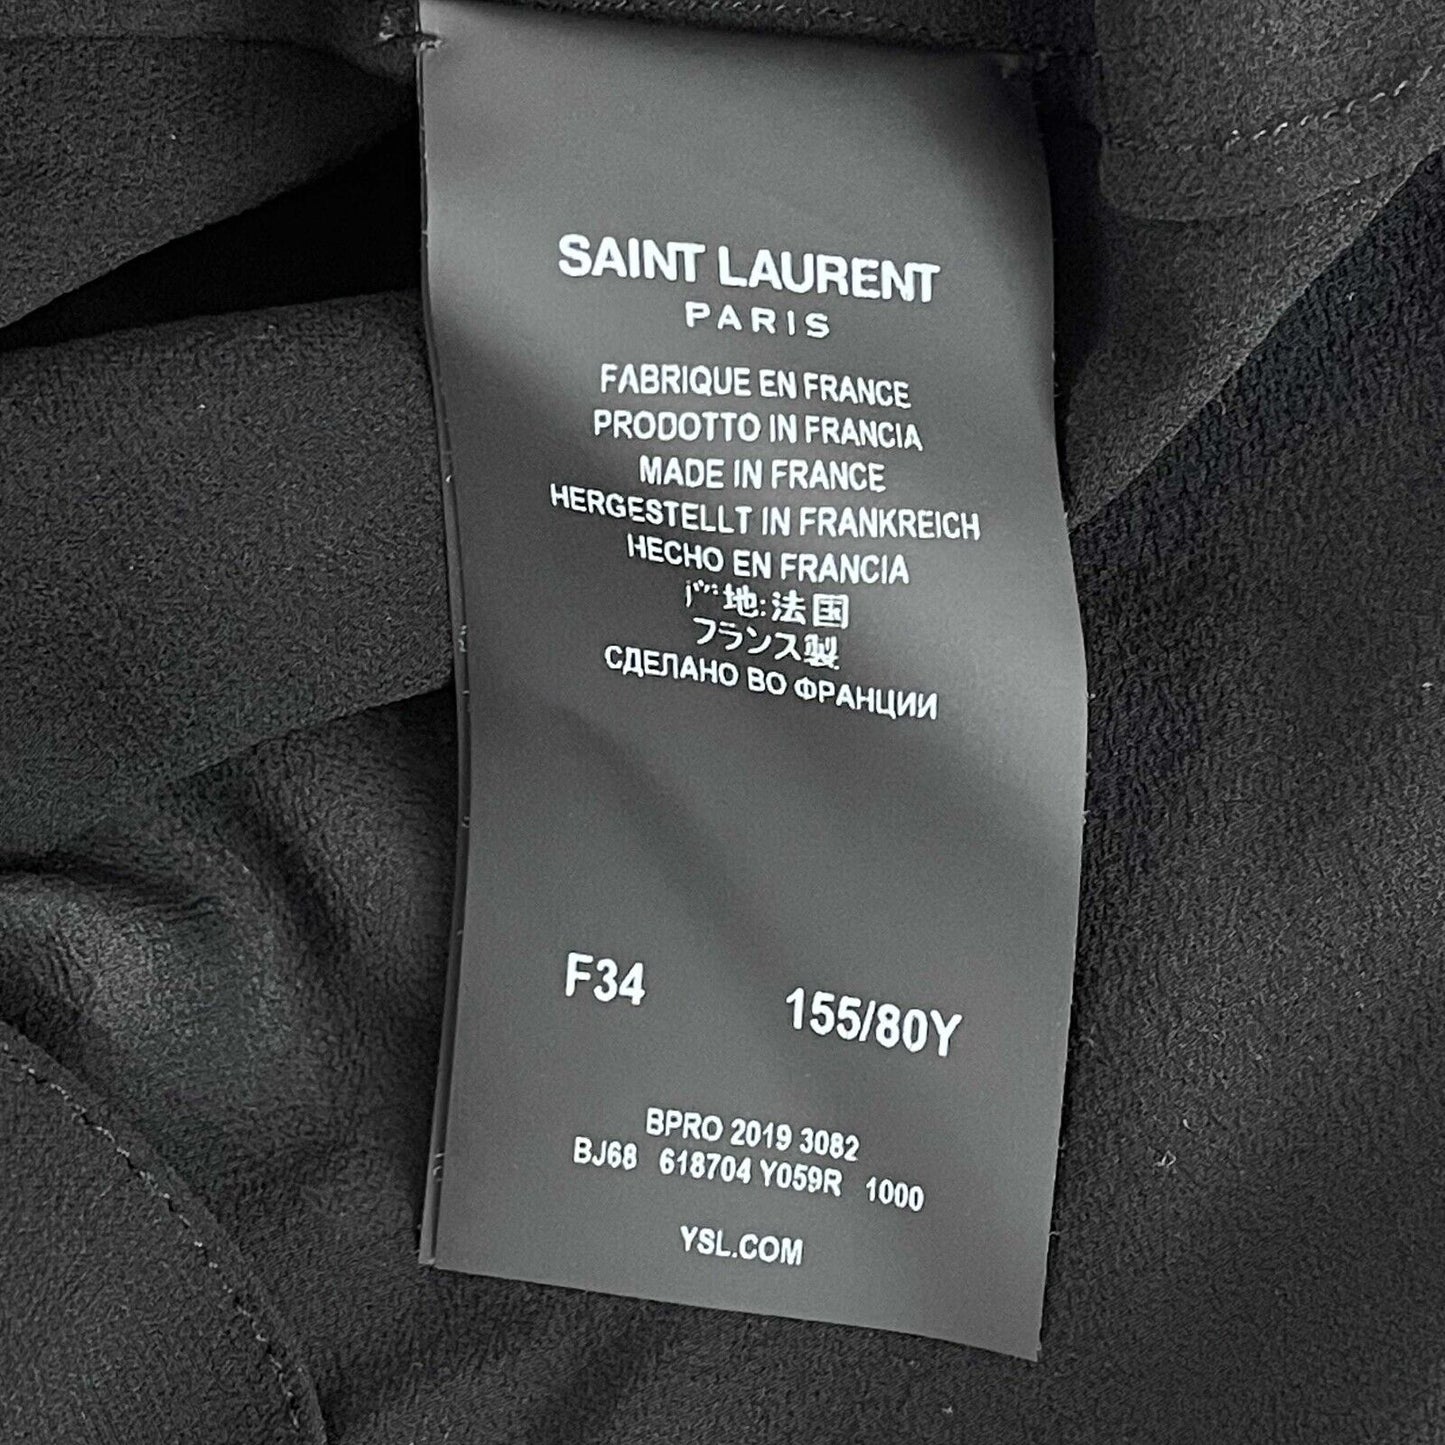 SAINT LAURENT
PARIS
FABRIQUE EN FRANCE
PRODOTTO IN FRANCIA
MADE IN FRANCE
HERGESTELLT IN FRANKREICH
HECHO EN FRANCIA
产地:法国
フランス製
СДЕЛАНО ВО ФРАНЦИИ
F34 155/80Y
BPRO 2019 3082
BJ68 618704 Y059R 1000
YSL.COM